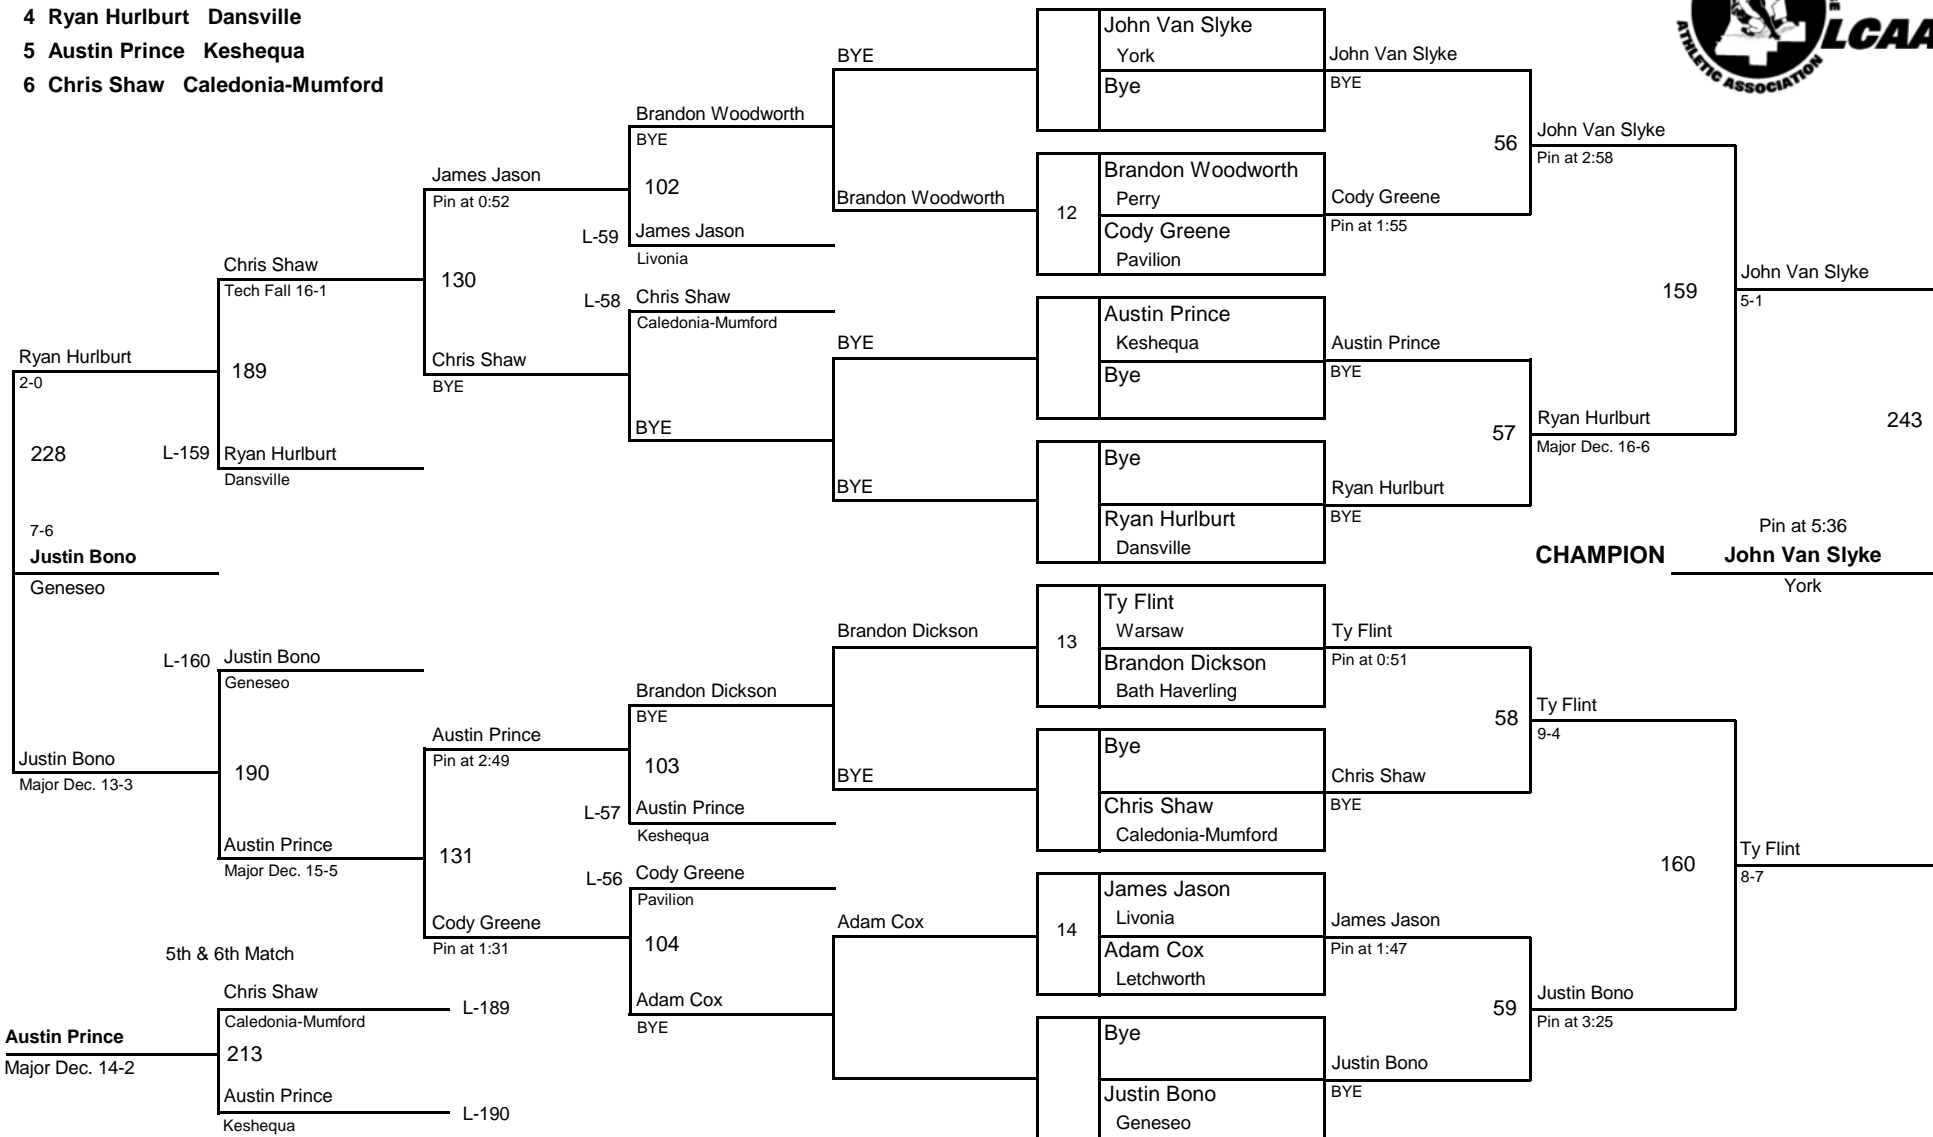 4 Ryan Hurlburt Dansville
5 Austin Prince Keshequa
6 Chris Shaw Caledonia-Mumford
ATHLETIC ASSOCIATION
LCAA
John Van Slyke
York
Bye
Brandon Woodworth
Perry
12
Cody Greene
Pavilion
Austin Prince
Keshequa
Bye
Bye
Ryan Hurlburt
Dansville
Ty Flint
Warsaw
13
Brandon Dickson
Bath Haverling
Bye
Chris Shaw
Caledonia-Mumford
James Jason
Livonia
14
Adam Cox
Letchworth
Bye
Justin Bono
Geneseo
John Van Slyke
BYE
56
Cody Greene
Pin at 1:55
Austin Prince
BYE
57
Ryan Hurlburt
BYE
Ty Flint
Pin at 0:51
58
Chris Shaw
BYE
James Jason
Pin at 1:47
59
Justin Bono
BYE
John Van Slyke
Pin at 2:58
159
Ryan Hurlburt
Major Dec. 16-6
Ty Flint
9-4
160
Justin Bono
Pin at 3:25
John Van Slyke
5-1
243
Pin at 5:36
CHAMPION John Van Slyke
York
Ty Flint
8-7
BYE
Brandon Woodworth
BYE
BYE
Brandon Dickson
BYE
Adam Cox
Brandon Woodworth
BYE
102
L-59 James Jason
Livonia
L-58 Chris Shaw
Caledonia-Mumford
BYE
Brandon Dickson
BYE
103
L-57 Austin Prince
Keshequa
L-56 Cody Greene
Pavilion
104
Adam Cox
BYE
James Jason
Pin at 0:52
130
Chris Shaw
BYE
Austin Prince
Pin at 2:49
131
Cody Greene
Pin at 1:31
Chris Shaw
Tech Fall 16-1
189
L-159 Ryan Hurlburt
Dansville
L-160 Justin Bono
Geneseo
190
Austin Prince
Major Dec. 15-5
Ryan Hurlburt
2-0
228
7-6
Justin Bono
Geneseo
Justin Bono
Major Dec. 13-3
5th & 6th Match
Chris Shaw
L-189
Caledonia-Mumford
Austin Prince
213
Major Dec. 14-2
Austin Prince
L-190
Keshequa